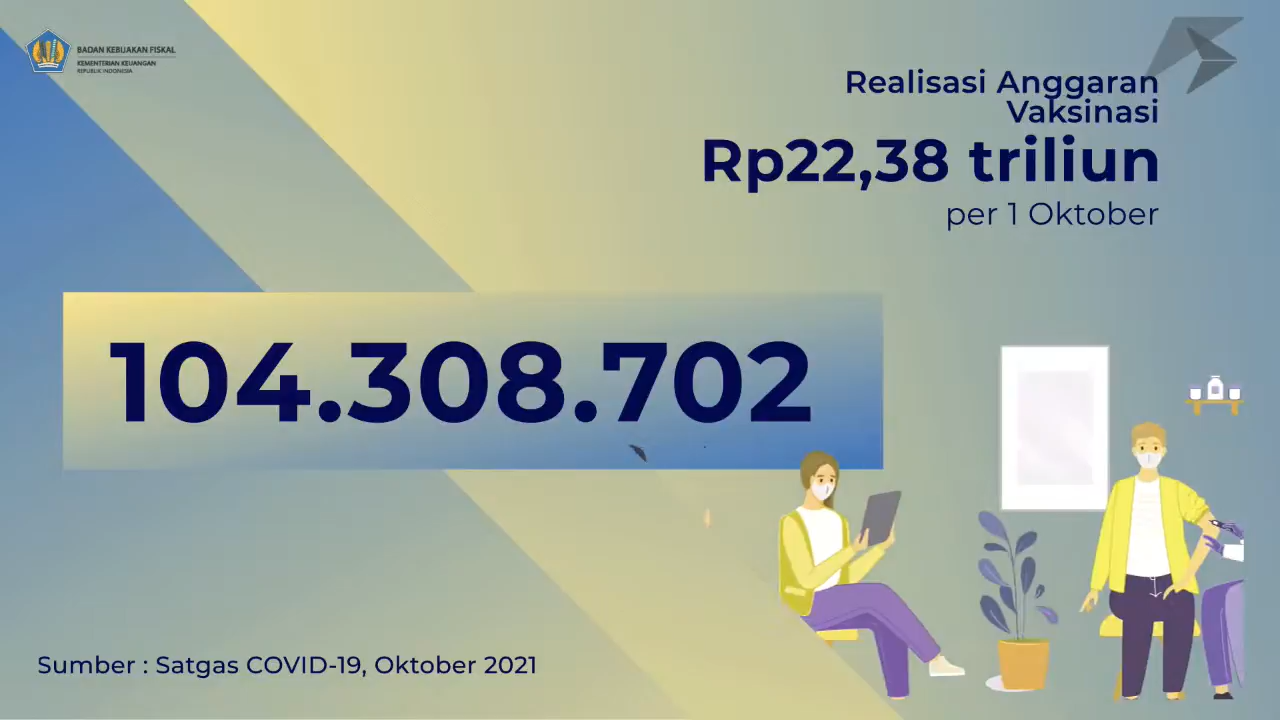 BADAN KEBIJAKAN FISKAL
KEMENTERIAN KEUANGAN
REPUBLIK INDONESIA
Realisasi Anggaran
Vaksinasi
Rp22,38 triliun
per 1 Oktober
104.308.702
Sumber : Satgas COVID-19, Oktober 2021